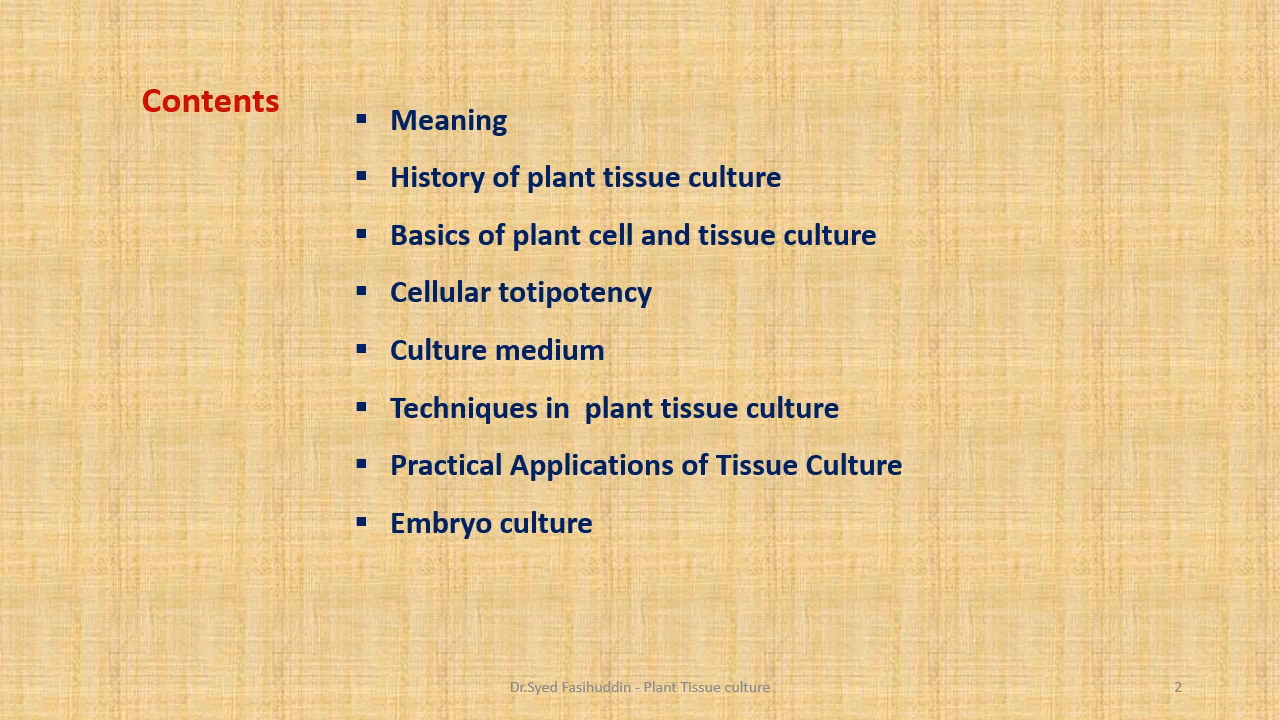 Contents
▪ Meaning
▪ History of plant tissue culture
▪ Basics of plant cell and tissue culture
▪ Cellular totipotency
▪ Culture medium
▪ Techniques in  plant tissue culture
▪ Practical Applications of Tissue Culture
▪ Embryo culture
Dr.Syed Fasihuddin - Plant Tissue culture
2